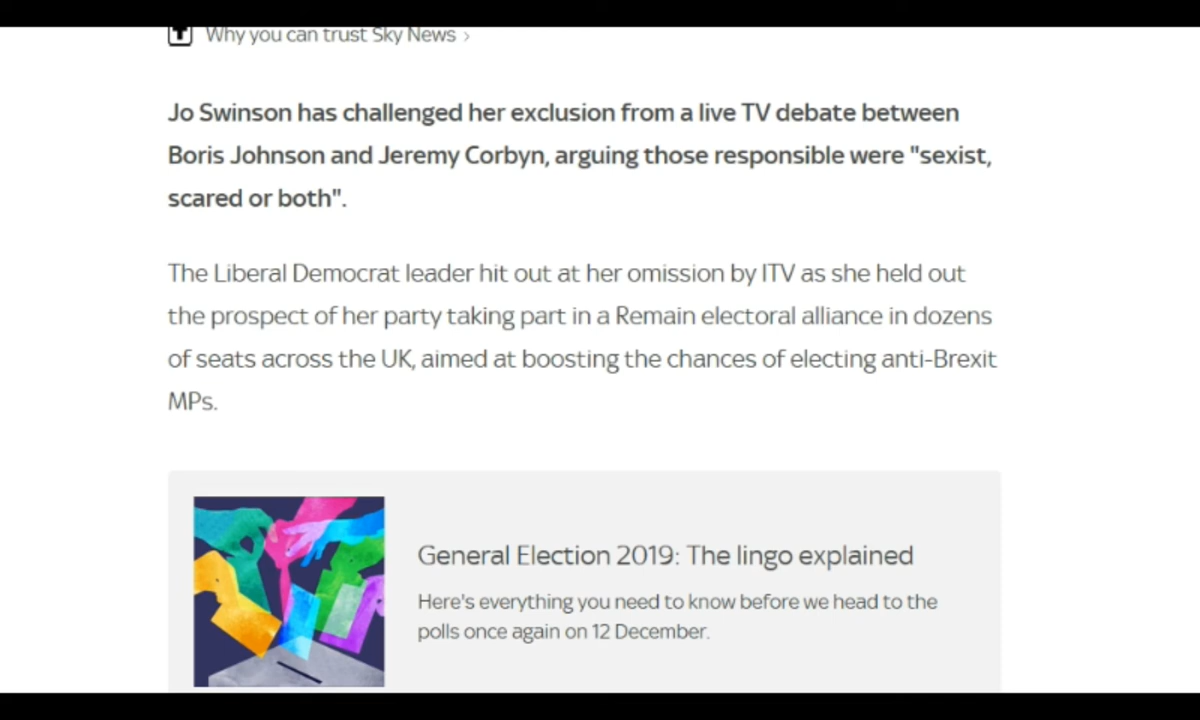 Why you can trust Sky News >
Jo Swinson has challenged her exclusion from a live TV debate between
Boris Johnson and Jeremy Corbyn, arguing those responsible were "sexist,
scared or both".
The Liberal Democrat leader hit out at her omission by ITV as she held out
the prospect of her party taking part in a Remain electoral alliance in dozens
of seats across the UK, aimed at boosting the chances of electing anti-Brexit
MPs.
General Election 2019: The lingo explained
Here's everything you need to know before we head to the
polls once again on 12 December.